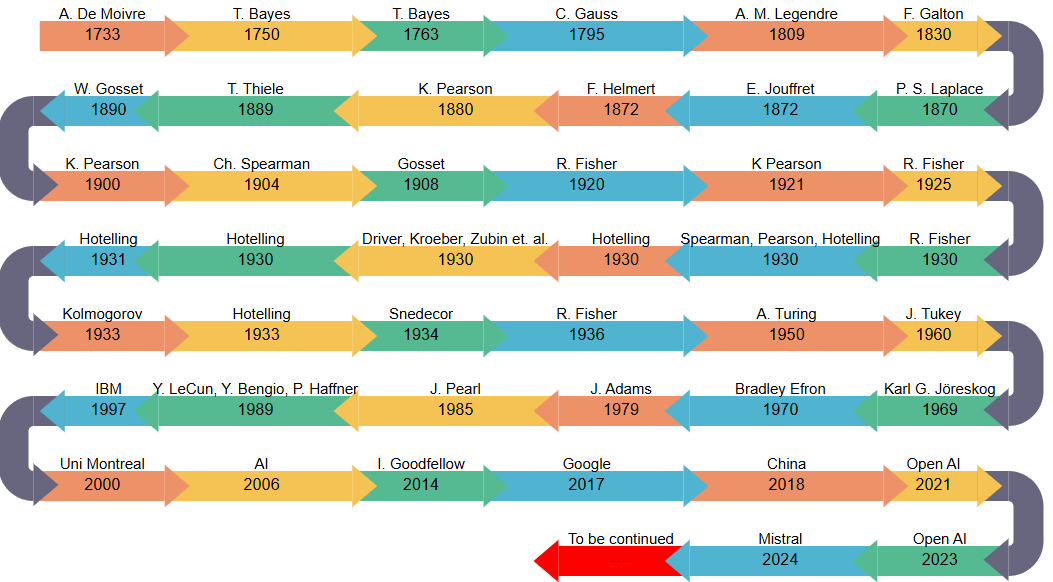 A. De Moivre T. Bayes T. Bayes C. Gauss A. M. Legendre F. Galton
1733 1750 1763 1795 1809 1830
W. Gosset T. Thiele K. Pearson F. Helmert E. Jouffret P. S. Laplace
1890 1889 1880 1872 1872 1870
K. Pearson Ch. Spearman Gosset R. Fisher K Pearson R. Fisher
1900 1904 1908 1920 1921 1925
Hotelling Hotelling Driver, Kroeber, Zubin et. al. Hotelling Spearman, Pearson, Hotelling R. Fisher
1931 1930 1930 1930 1930 1930
Kolmogorov Hotelling Snedecor R. Fisher A. Turing J. Tukey
1933 1933 1934 1936 1950 1960
IBM Y. LeCun, Y. Bengio, P. Haffner J. Pearl J. Adams Bradley Efron Karl G. Jöreskog
1997 1989 1985 1979 1970 1969
Uni Montreal AI I. Goodfellow Google China Open AI
2000 2006 2014 2017 2018 2021
To be continued Mistral Open AI
---- 2024 2023